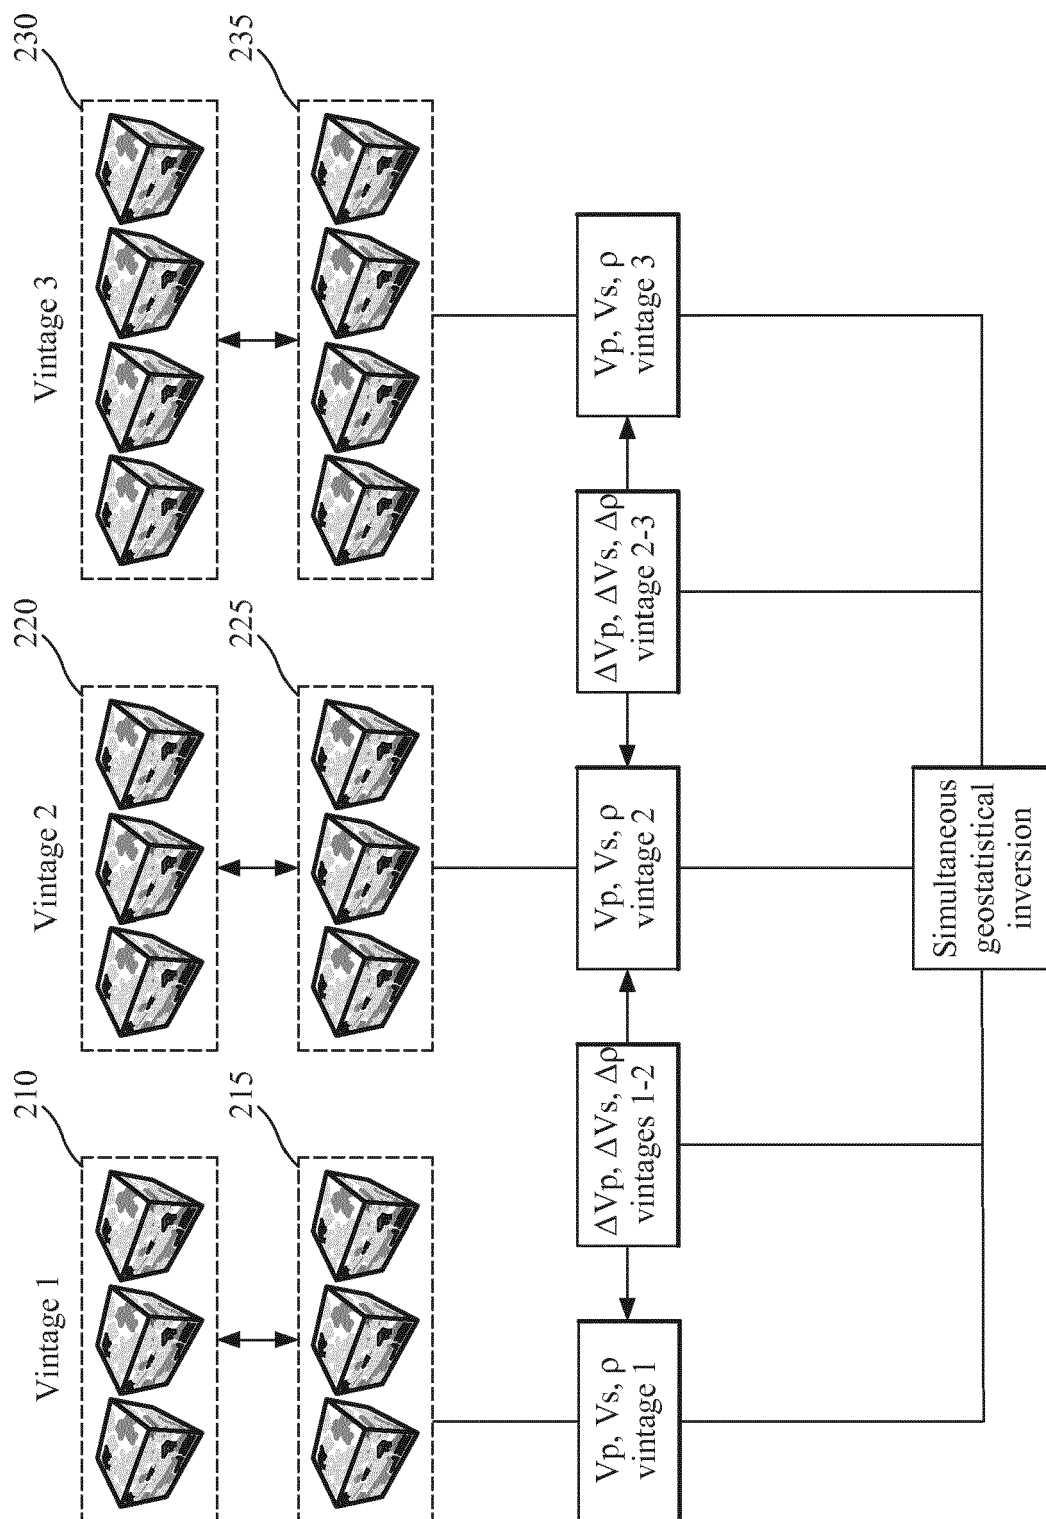 Vintage 1
Vintage 2
Vintage 3
210
220
230
215
225
235
Vp, Vs, ρ
vintage 1
ΔVp, ΔVs, Δρ
vintages 1-2
Vp, Vs, ρ
vintage 2
ΔVp, ΔVs, Δρ
vintage 2-3
Vp, Vs, ρ
vintage 3
Simultaneous
geostatistical
inversion